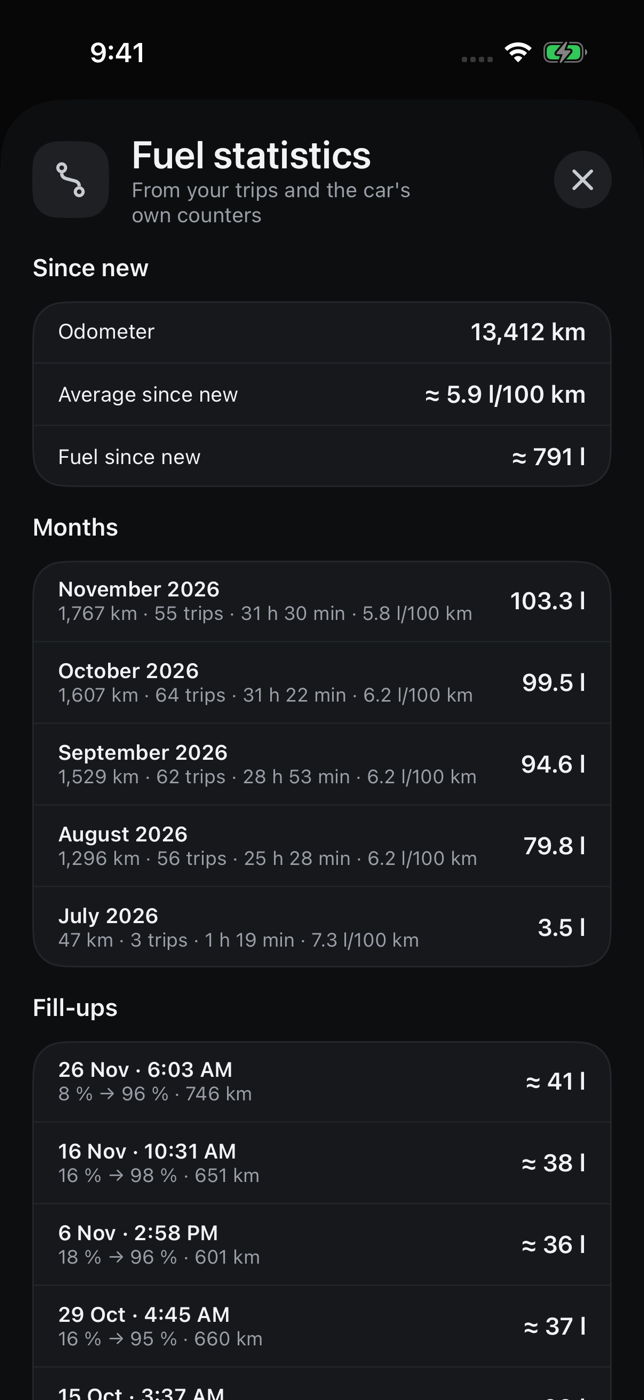 9:41
Fuel statistics
From your trips and the car's
own counters
Since new
Odometer 13,412 km
Average since new ≈ 5.9 l/100 km
Fuel since new ≈ 791 l
Months
November 2026
1,767 km · 55 trips · 31 h 30 min · 5.8 l/100 km 103.3 l
October 2026
1,607 km · 64 trips · 31 h 22 min · 6.2 l/100 km 99.5 l
September 2026
1,529 km · 62 trips · 28 h 53 min · 6.2 l/100 km 94.6 l
August 2026
1,296 km · 56 trips · 25 h 28 min · 6.2 l/100 km 79.8 l
July 2026
47 km · 3 trips · 1 h 19 min · 7.3 l/100 km 3.5 l
Fill-ups
26 Nov · 6:03 AM
8 % → 96 % · 746 km ≈ 41 l
16 Nov · 10:31 AM
16 % → 98 % · 651 km ≈ 38 l
6 Nov · 2:58 PM
18 % → 96 % · 601 km ≈ 36 l
29 Oct · 4:45 AM
16 % → 95 % · 660 km ≈ 37 l
15 Oct · 3:37 AM